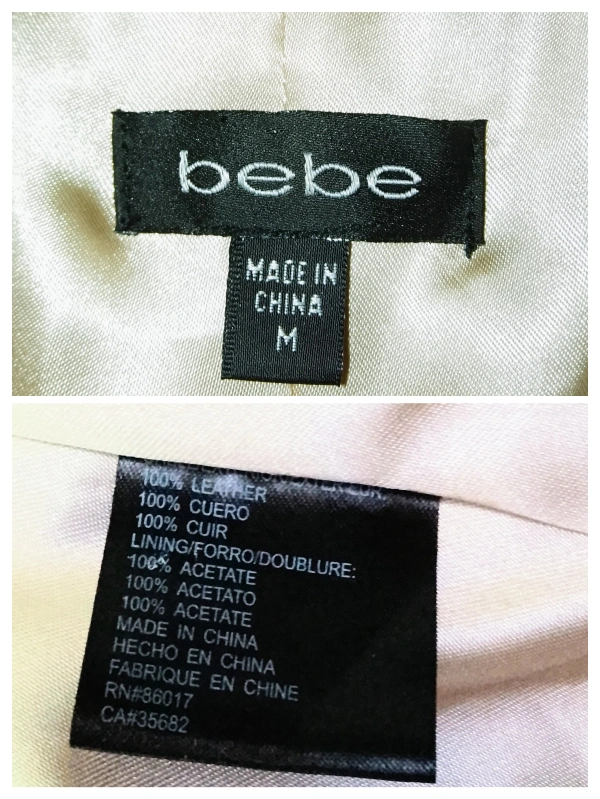 bebe
MADE IN
CHINA
M
100% LEATHER
100% CUERO
100% CUIR
LINING/FORRO/DOUBLURE:
100% ACETATE
100% ACETATO
100% ACETATE
MADE IN CHINA
HECHO EN CHINA
FABRIQUE EN CHINE
RN#86017
CA#35682